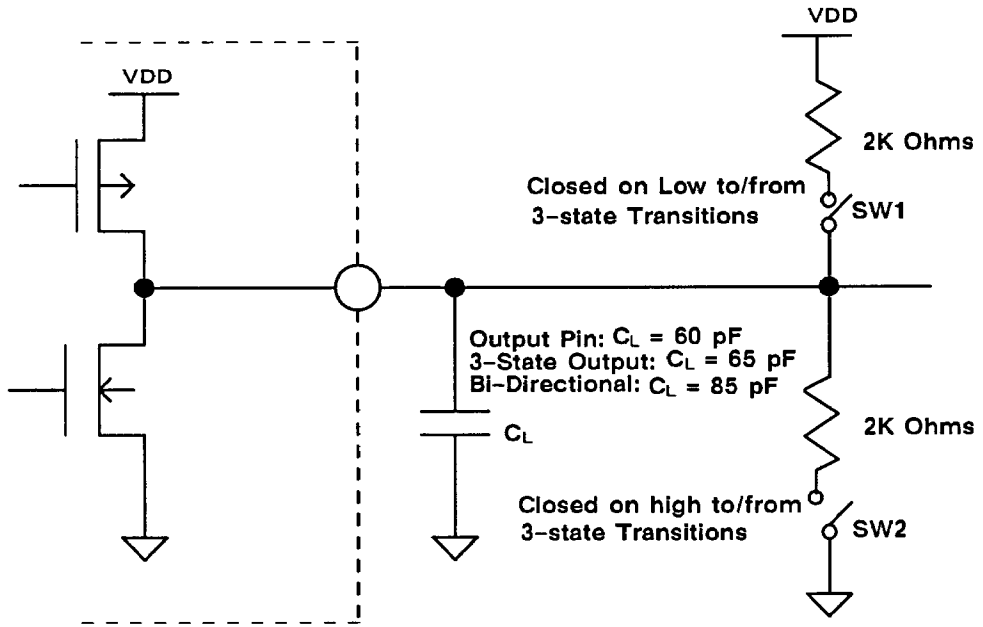 VDD
VDD
2K Ohms
Closed on Low to/from
3-state Transitions
SW1
Output Pin: CL = 60 pF
3-State Output: CL = 65 pF
Bi-Directional: CL = 85 pF
CL
2K Ohms
Closed on high to/from
3-state Transitions
SW2